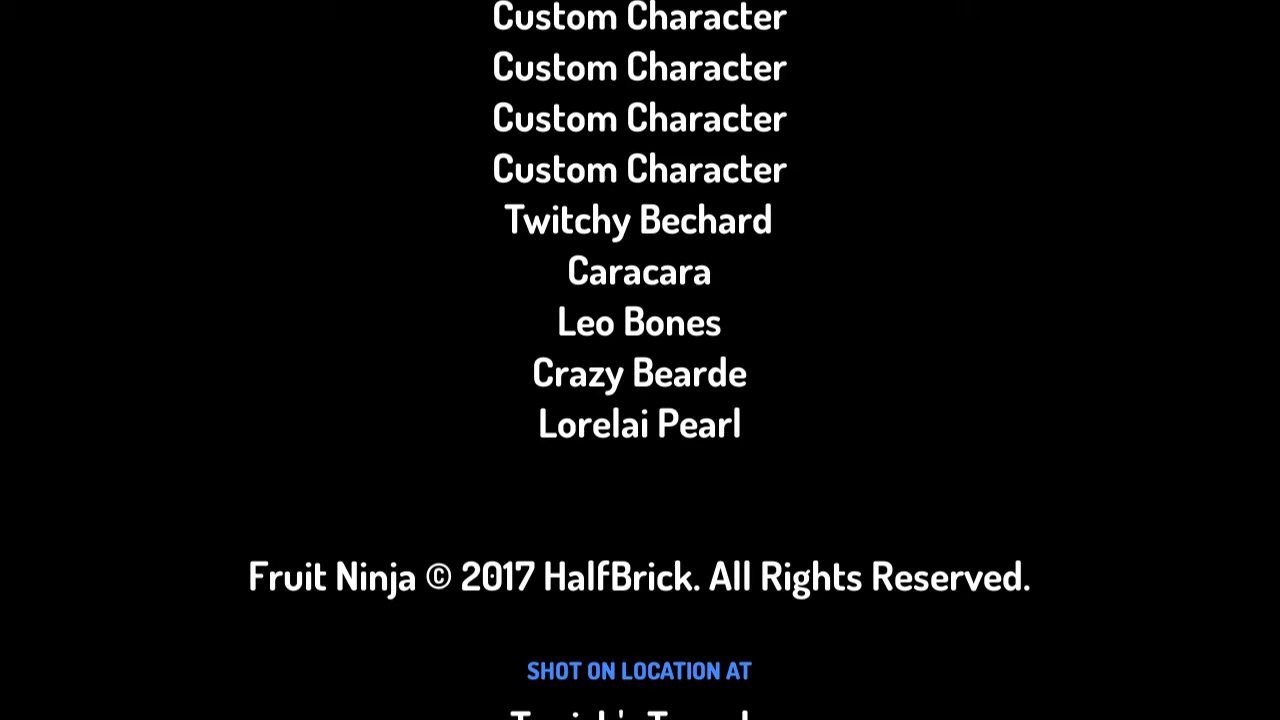 Custom Character
Custom Character
Custom Character
Custom Character
Twitchy Bechard
Caracara
Leo Bones
Crazy Bearde
Lorelai Pearl
Fruit Ninja © 2017 HalfBrick. All Rights Reserved.
SHOT ON LOCATION AT